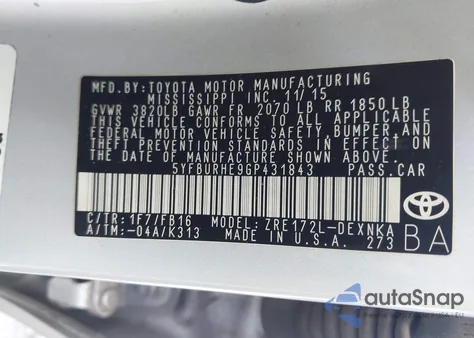 MFD.BY: TOYOTA MOTOR MANUFACTURING
MISSISSIPPI INC. 11/15
GVWR 3820LB GAWR FR 2070LB RR 1850LB
THIS VEHICLE CONFORMS TO ALL APPLICABLE
FEDERAL MOTOR VEHICLE SAFETY, BUMPER, AND
THEFT PREVENTION STANDARDS IN EFFECT ON
THE DATE OF MANUFACTURE SHOWN ABOVE.
5YFBURHE9GP431843 PASS.CAR
C/TR: 1F7/FB16 MODEL: ZRE172L-DEXNKA
A/TM: -04A/K313 MADE IN U.S.A. 273
BA
autoSnap